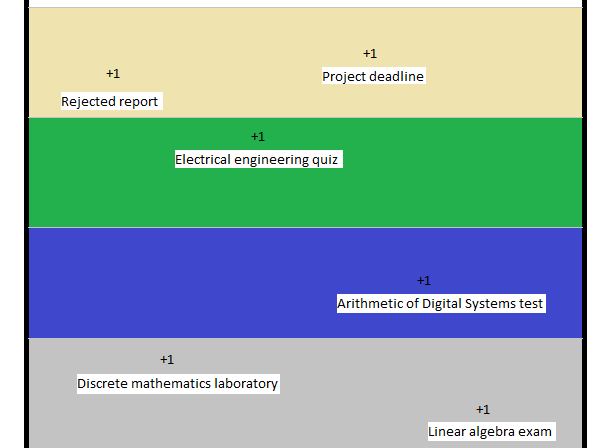 +1
Project deadline
+1
Rejected report
+1
Electrical engineering quiz
+1
Arithmetic of Digital Systems test
+1
Discrete mathematics laboratory
+1
Linear algebra exam